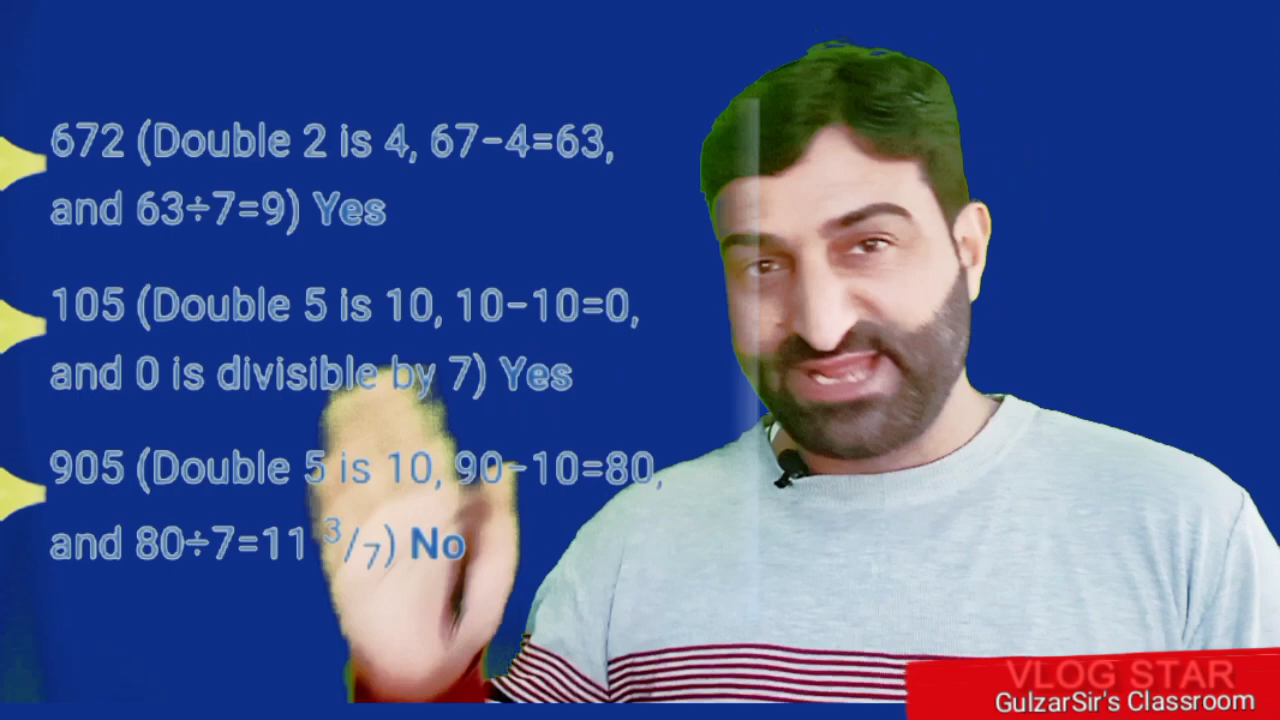 672 (Double 2 is 4, 67−4=63,
and 63÷7=9) Yes
105 (Double 5 is 10, 10−10=0,
and 0 is divisible by 7) Yes
905 (Double 5 is 10, 90−10=80,
and 80÷7=11 3/7) No
VLOG STAR
GulzarSir's Classroom